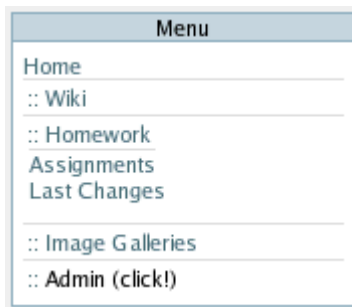 Menu
Home
:: Wiki
:: Homework
Assignments
Last Changes
:: Image Galleries
:: Admin (click!)